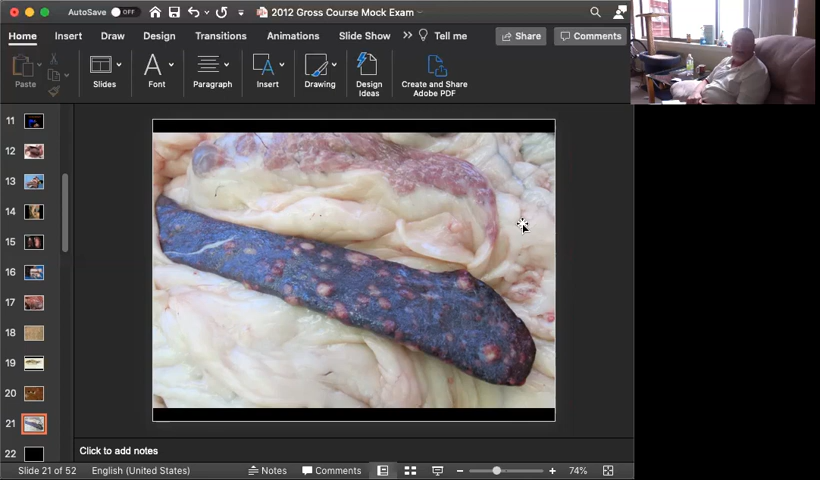 AutoSave OFF 2012 Gross Course Mock Exam
Home Insert Draw Design Transitions Animations Slide Show Tell me Share Comments
Paste Slides Font Paragraph Insert Drawing Design Ideas Create and Share Adobe PDF
11
12
13
14
15
16
17
18
19
20
21
22
Click to add notes
Slide 21 of 52 English (United States) Notes Comments 74%